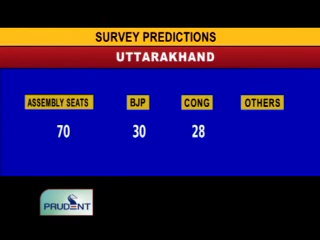 SURVEY PREDICTIONS
UTTARAKHAND
ASSEMBLY SEATS BJP CONG OTHERS
70 30 28
PRUDENT